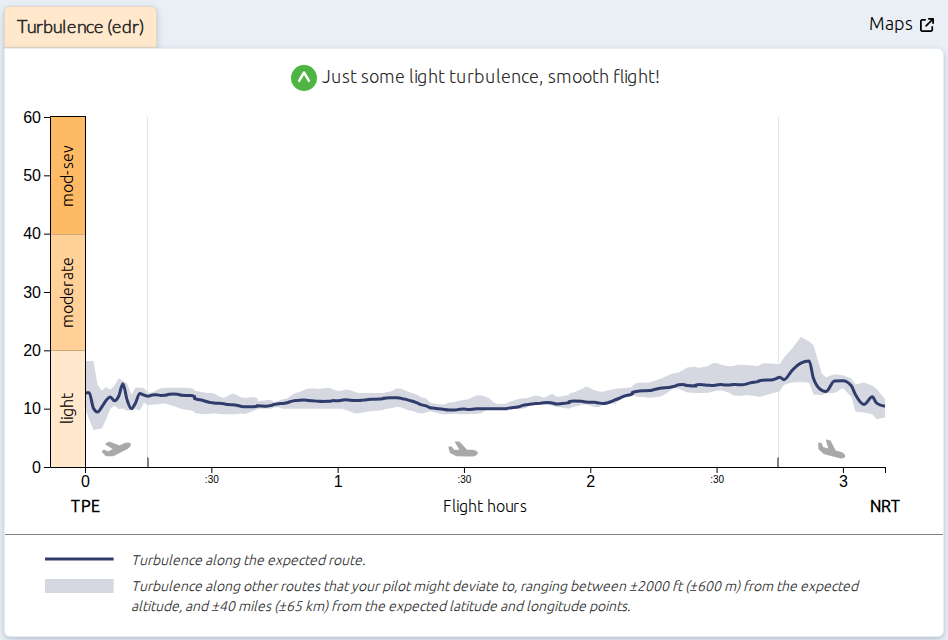 Turbulence (edr)
Maps
Just some light turbulence, smooth flight!
60
50
40
30
20
10
0
mod-sev
moderate
light
0 :30 1 :30 2 :30 3
TPE Flight hours NRT
Turbulence along the expected route.
Turbulence along other routes that your pilot might deviate to, ranging between ±2000 ft (±600 m) from the expected
altitude, and ±40 miles (±65 km) from the expected latitude and longitude points.